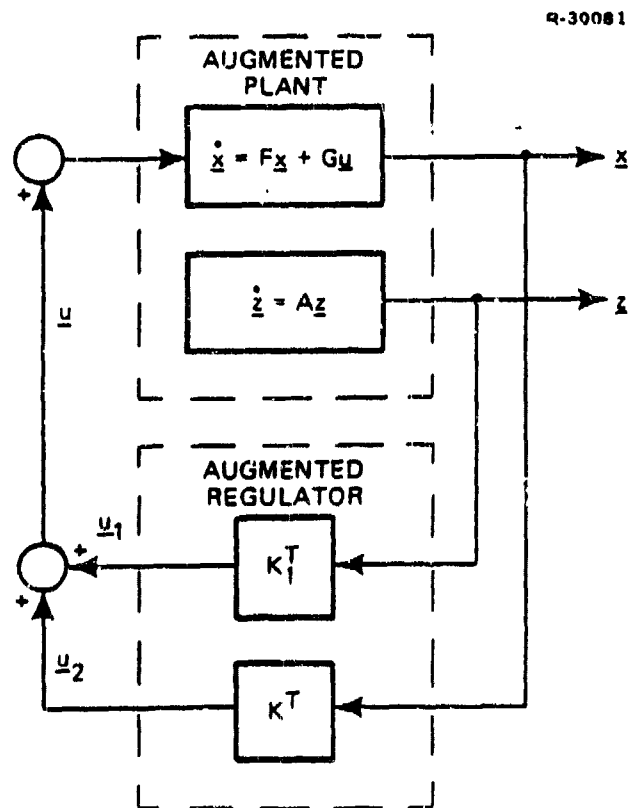 R-30081
AUGMENTED
PLANT
ẋ = Fx + Gu
x
ż = Az
z
+
u
AUGMENTED
REGULATOR
u₁
+
K₁ᵀ
+
u₂
Kᵀ